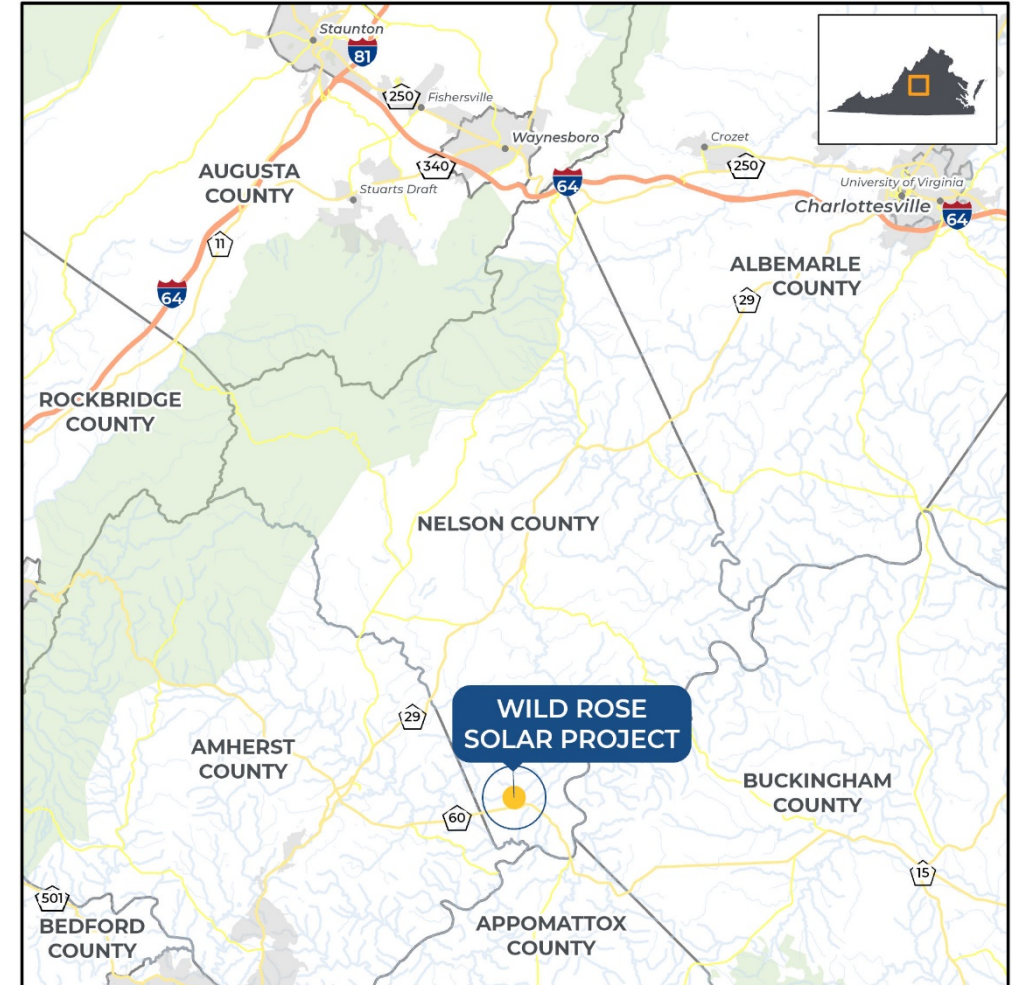 Staunton
81
250
Fishersville
Waynesboro
Crozet
340
250
AUGUSTA
COUNTY
Stuarts Draft
64
University of Virginia
Charlottesville
64
11
ALBEMARLE
COUNTY
64
29
ROCKBRIDGE
COUNTY
NELSON COUNTY
WILD ROSE
SOLAR PROJECT
29
AMHERST
COUNTY
BUCKINGHAM
COUNTY
60
15
501
BEDFORD
COUNTY
APPOMATTOX
COUNTY